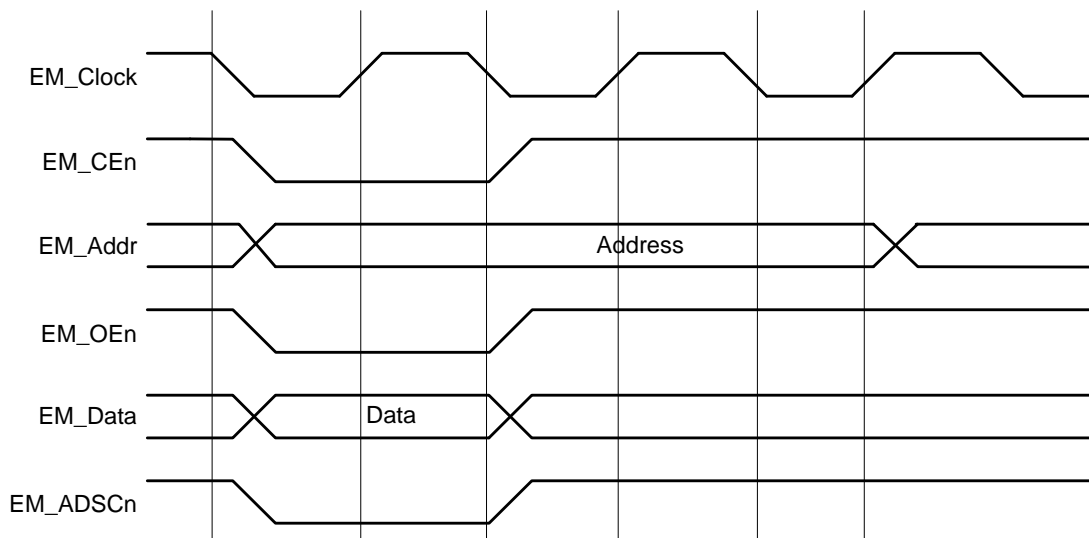 EM_Clock
EM_CEn
EM_Addr
Address
EM_OEn
EM_Data
Data
EM_ADSCn